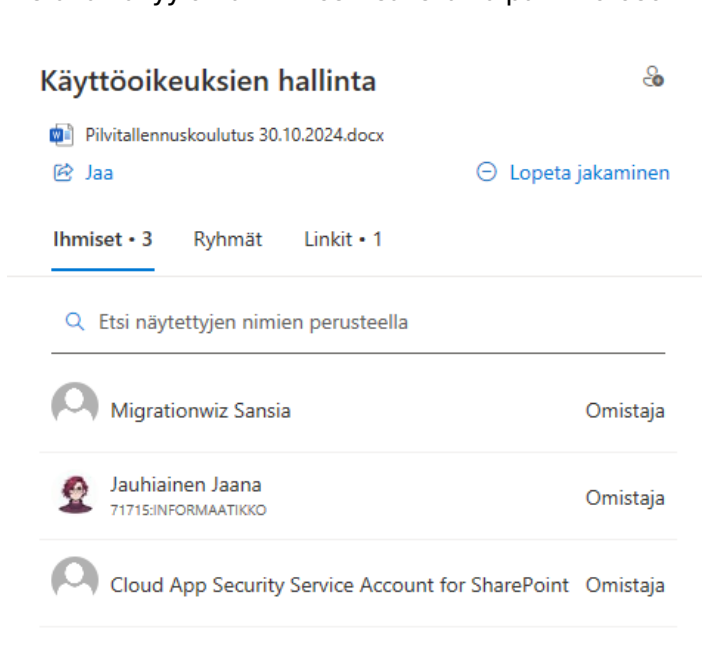 Käyttöoikeuksien hallinta
Pilvitallennuskoulutus 30.10.2024.docx
Jaa
Lopeta jakaminen
Ihmiset • 3 Ryhmät Linkit • 1
Etsi näytettyjen nimien perusteella
Migrationwiz Sansia Omistaja
Jauhiainen Jaana
71715:INFORMAATIKKO
Omistaja
Cloud App Security Service Account for SharePoint Omistaja